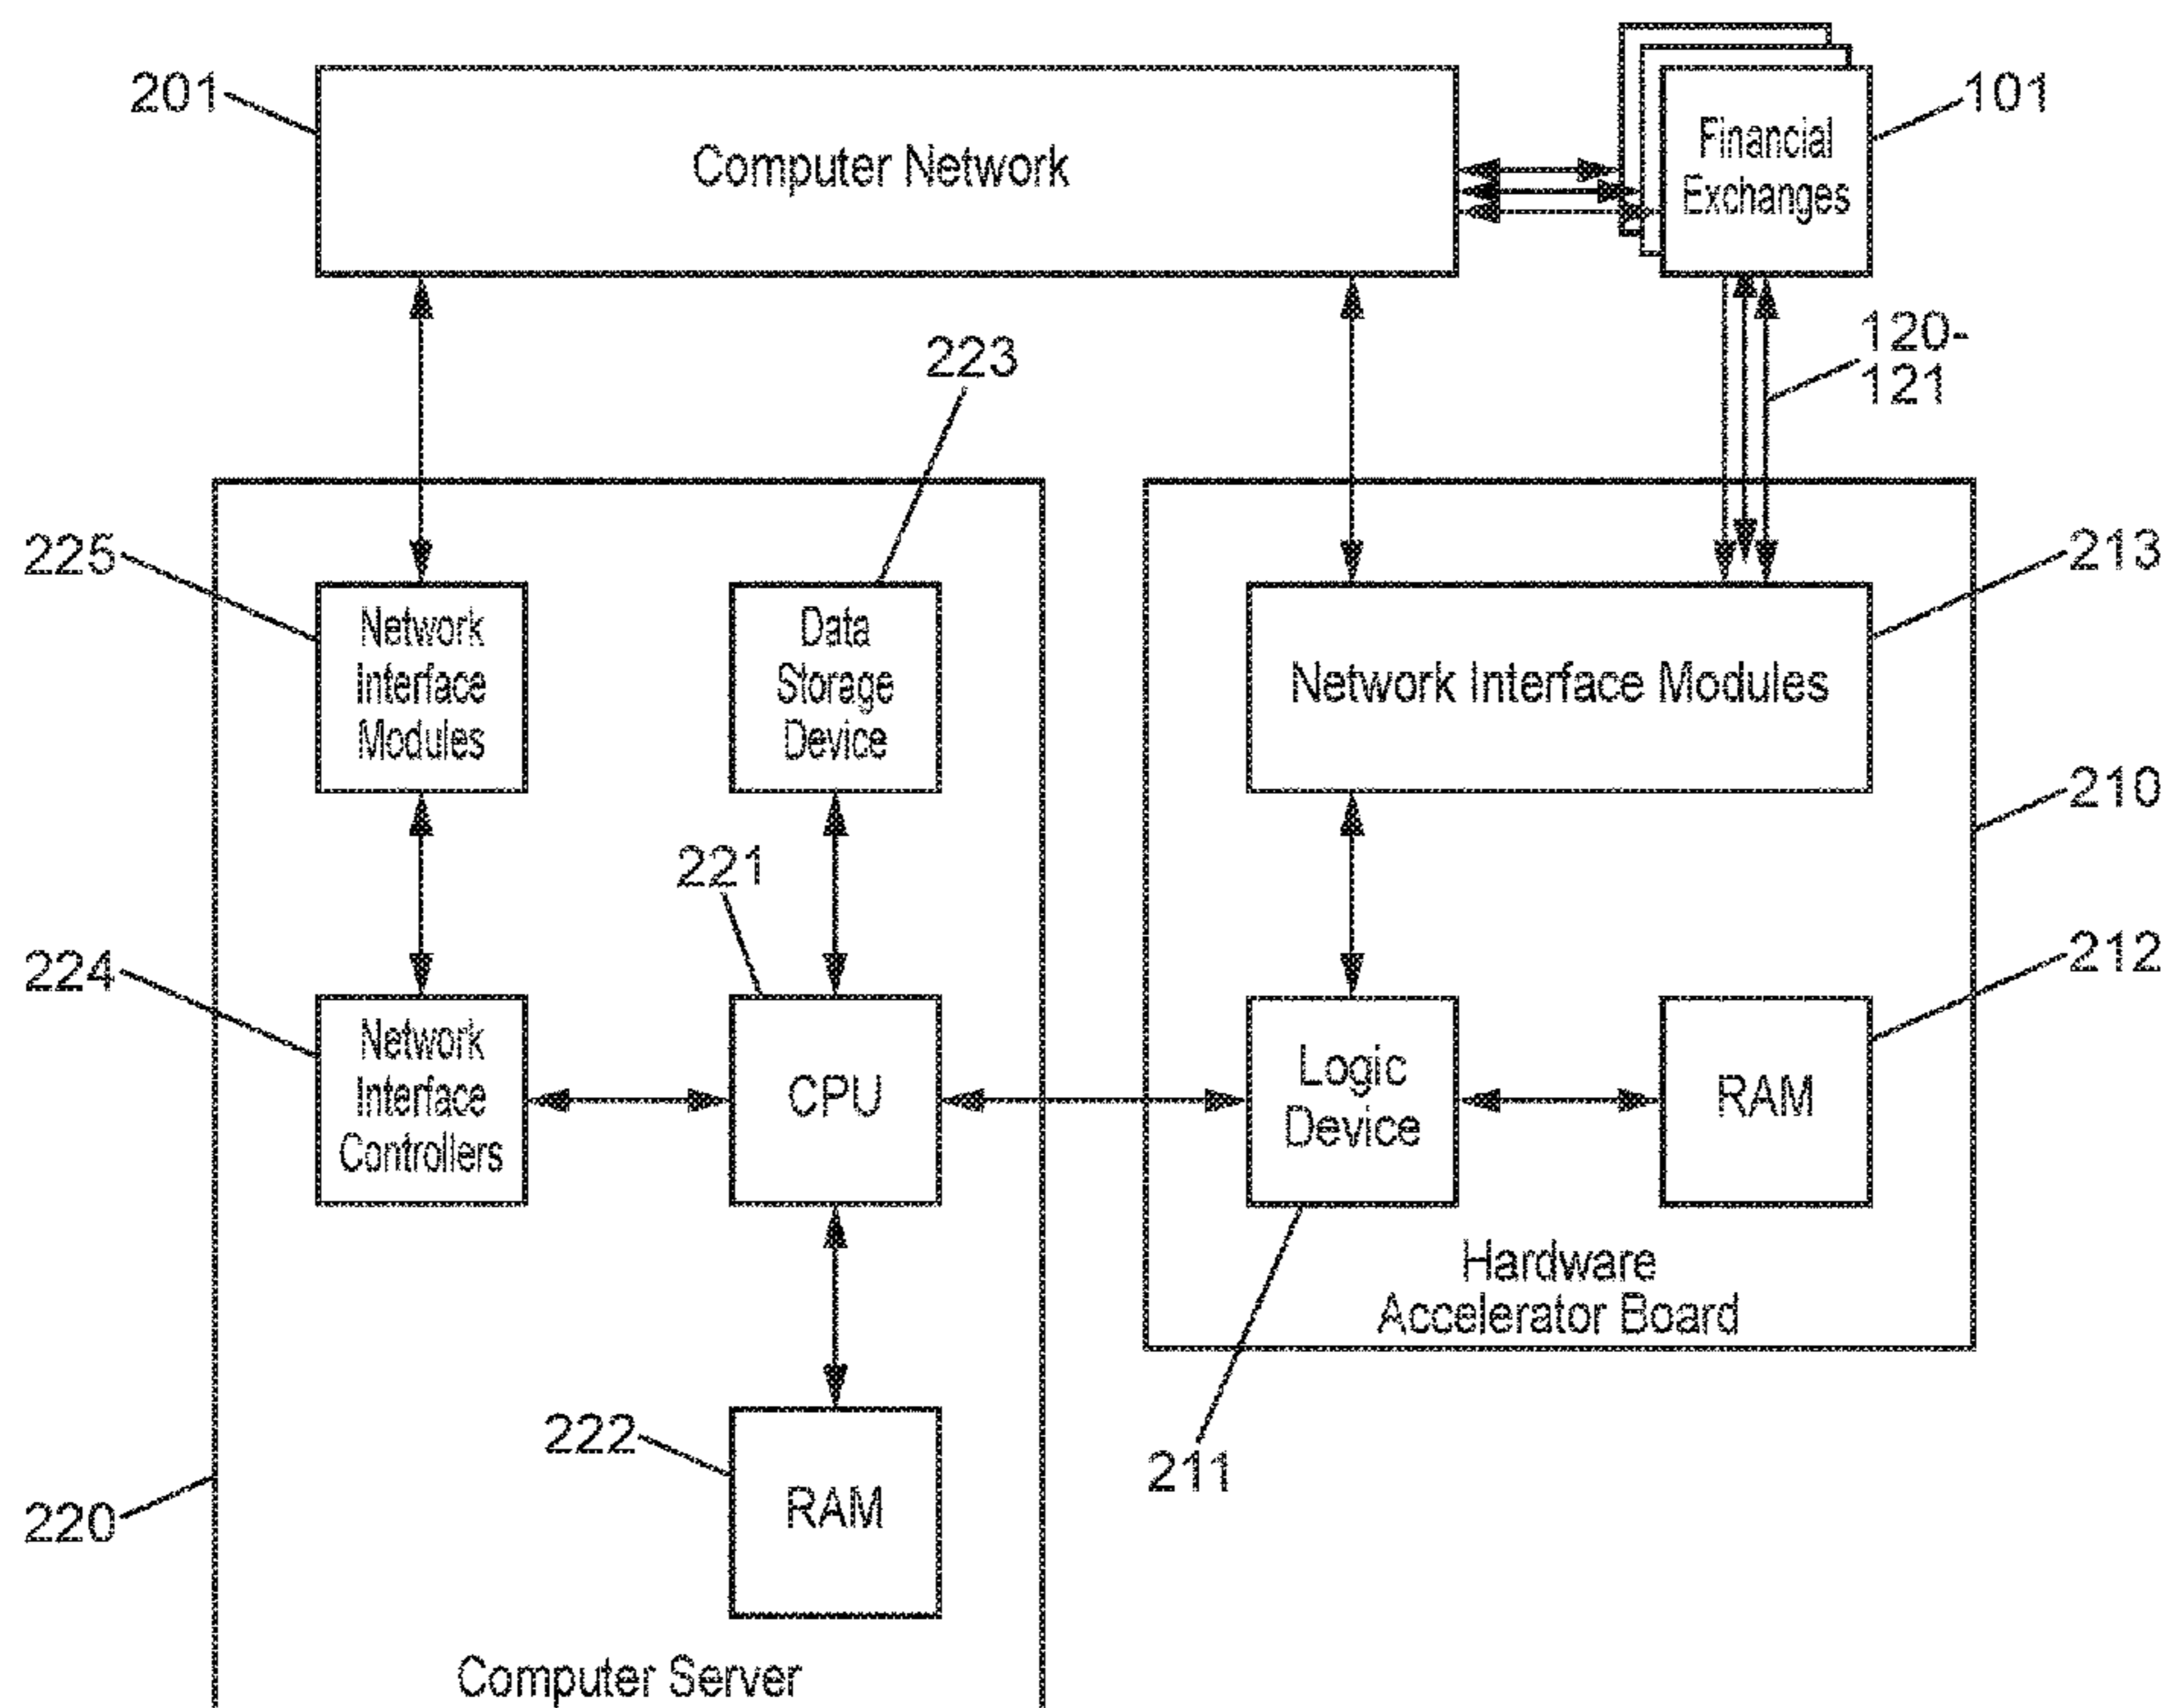 201
Computer Network
Financial
Exchanges
101
120-
121
223
225
Network
Interface
Modules
Data
Storage
Device
Network Interface Modules
213
210
221
224
Network
Interface
Controllers
CPU
Logic
Device
RAM
212
Hardware
Accelerator Board
211
222
RAM
220
Computer Server